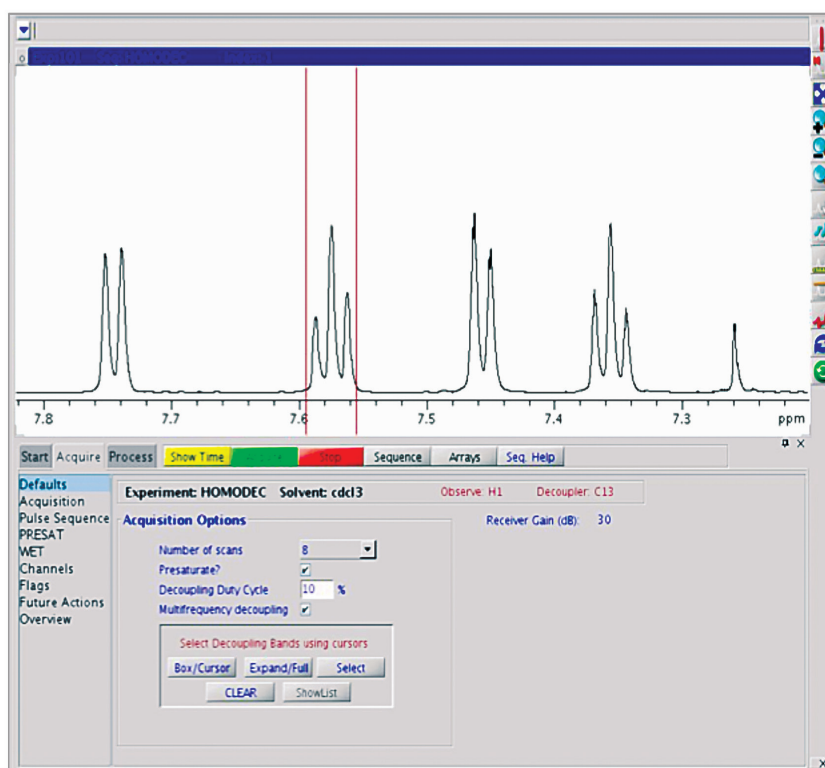 7.8 7.7 7.6 7.5 7.4 7.3 ppm
Start Acquire Process Show Time Stop Sequence Arrays Seq. Help
Defaults
Acquisition
Pulse Sequence
PRESAT
WET
Channels
Flags
Future Actions
Overview
Experiment: HOMODEC Solvent: cdcl3 Observe: H1 Decoupler: C13
Acquisition Options Receiver Gain (dB): 30
Number of scans 8
Presaturate?
Decoupling Duty Cycle 10 %
Multifrequency decoupling
Select Decoupling Bands using cursors
Box/Cursor Expand/Full Select
CLEAR ShowList